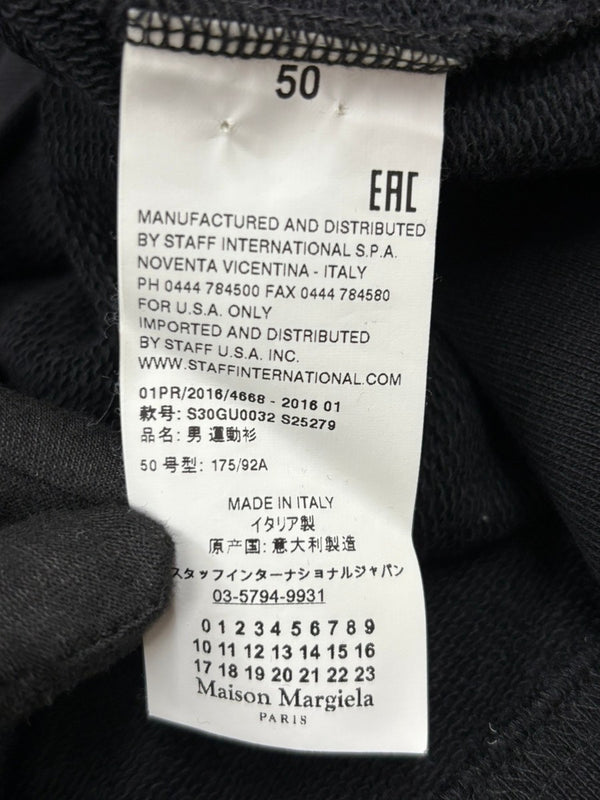 50
EAC
MANUFACTURED AND DISTRIBUTED
BY STAFF INTERNATIONAL S.P.A.
NOVENTA VICENTINA - ITALY
PH 0444 784500 FAX 0444 784580
FOR U.S.A. ONLY
IMPORTED AND DISTRIBUTED
BY STAFF U.S.A. INC.
WWW.STAFFINTERNATIONAL.COM
01PR/2016/4668 - 2016 01
款号: S30GU0032 S25279
品名: 男 運動衫
50 号型: 175/92A
MADE IN ITALY
イタリア製
原产国: 意大利製造
スタッフインターナショナルジャパン
03-5794-9931
0 1 2 3 4 5 6 7 8 9
10 11 12 13 14 15 16
17 18 19 20 21 22 23
Maison Margiela
PARIS